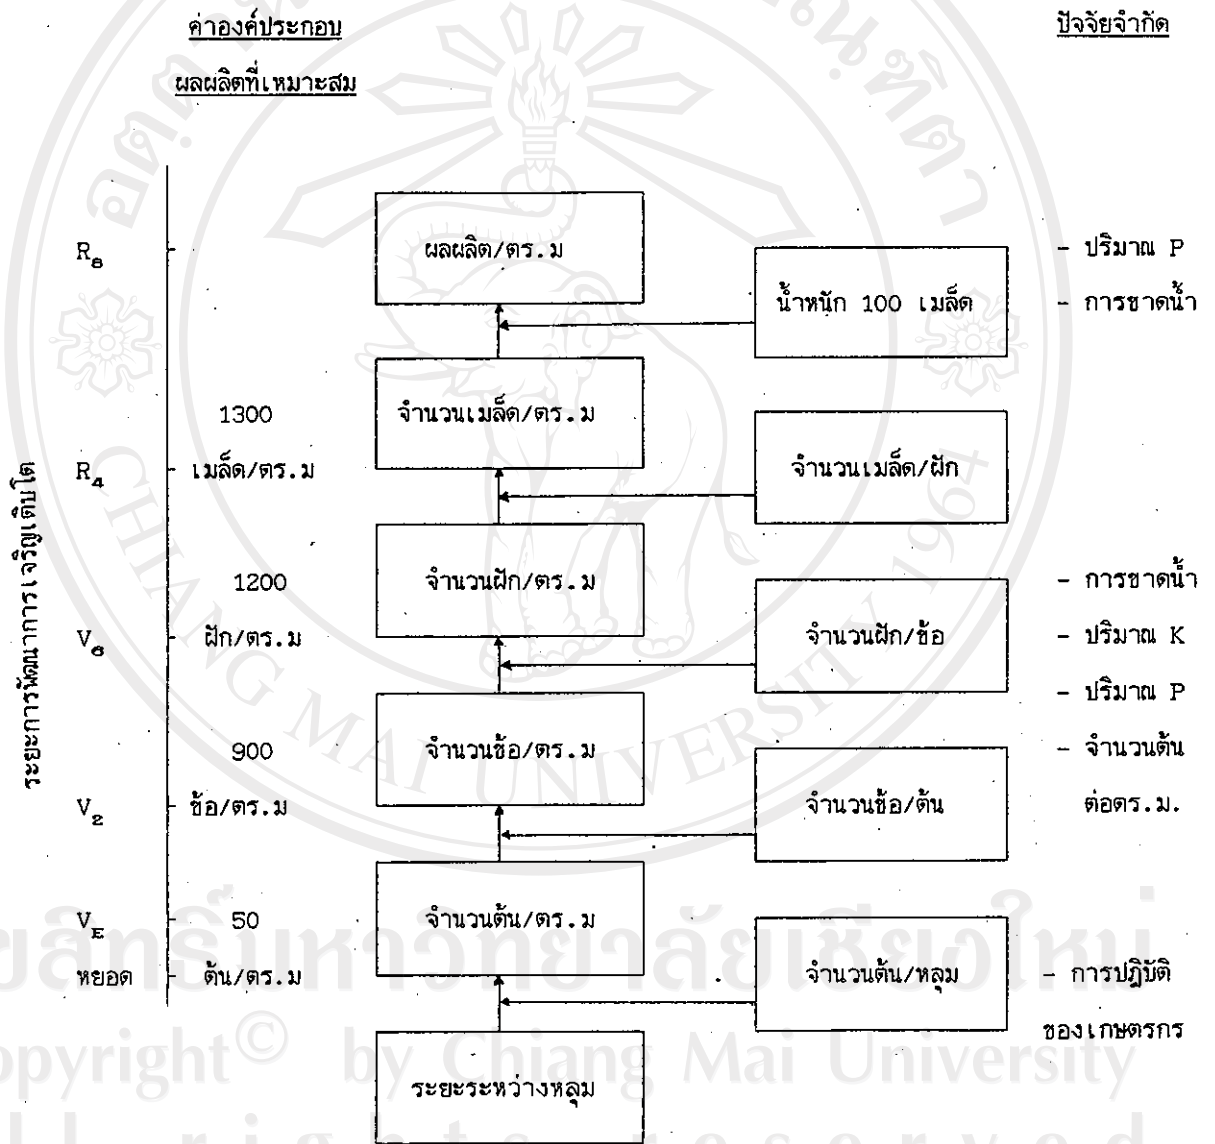 ค่าองค์ประกอบ
ผลผลิตที่เหมาะสม
ปัจจัยจำกัด
ระยะการพัฒนาการเจริญเติบโต
R8
ผลผลิต/ตร.ม
น้ำหนัก 100 เมล็ด
- ปริมาณ P
- การขาดน้ำ
1300
R4
เมล็ด/ตร.ม
จำนวนเมล็ด/ตร.ม
จำนวนเมล็ด/ฝัก
1200
V6
ฝัก/ตร.ม
จำนวนฝัก/ตร.ม
จำนวนฝัก/ข้อ
- การขาดน้ำ
- ปริมาณ K
- ปริมาณ P
900
V2
ข้อ/ตร.ม
จำนวนข้อ/ตร.ม
จำนวนข้อ/ต้น
- จำนวนต้น
ต่อตร.ม.
VE
50
หยอด
ต้น/ตร.ม
จำนวนต้น/ตร.ม
จำนวนต้น/หลุม
- การปฎิบัติ
ของเกษตรกร
ระยะระหว่างหลุม
CHIANG MAI UNIVERSITY 1964
ขสิทธิ์มหาวิทยาลัยเชียงใหม่
opyright© by Chiang Mai University
ll rights reserved